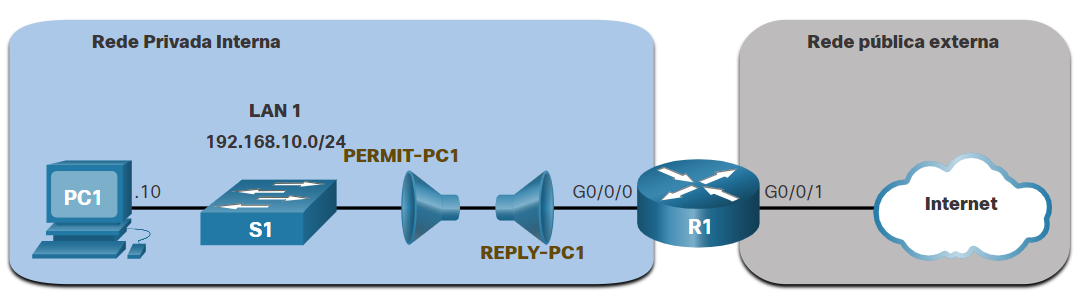 Rede Privada Interna
Rede pública externa
LAN 1
192.168.10.0/24
PERMIT-PC1
PC1
.10
S1
REPLY-PC1
G0/0/0
R1
G0/0/1
Internet